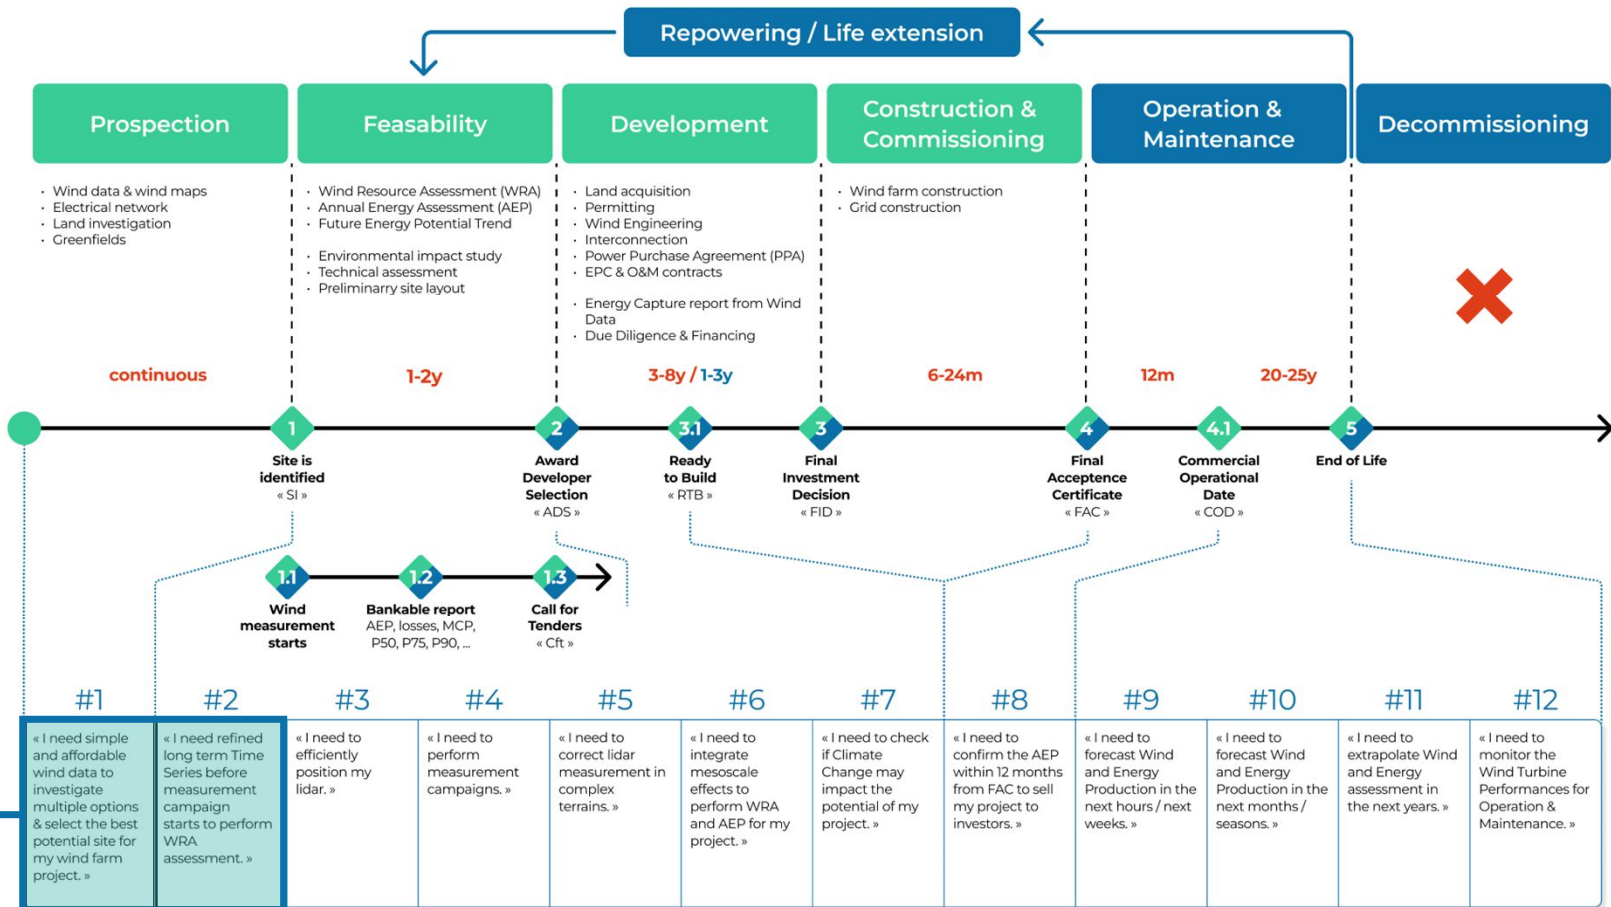 Repowering / Life extension
Prospection
Feasability
Development
Construction &
Commissioning
Operation &
Maintenance
Decommissioning
· Wind data & wind maps
· Electrical network
· Land investigation
· Greenfields
· Wind Resource Assessment (WRA)
· Annual Energy Assessment (AEP)
· Future Energy Potential Trend
· Environmental impact study
· Technical assessment
· Preliminarry site layout
· Land acquisition
· Permitting
· Wind Engineering
· Interconnection
· Power Purchase Agreement (PPA)
· EPC & O&M contracts
· Energy Capture report from Wind
Data
· Due Diligence & Financing
· Wind farm construction
· Grid construction
continuous
1-2y
3-8y / 1-3y
6-24m
12m
20-25y
1
2
3.1
3
4
4.1
5
Site is
identified
« SI »
Award
Developer
Selection
« ADS »
Ready
to Build
« RTB »
Final
Investment
Decision
« FID »
Final
Acceptence
Certificate
« FAC »
Commercial
Operational
Date
« COD »
End of Life
1.1
1.2
1.3
Wind
measurement
starts
Bankable report
AEP, losses, MCP,
P50, P75, P90, ...
Call for
Tenders
« Cft »
#1
#2
#3
#4
#5
#6
#7
#8
#9
#10
#11
#12
« I need simple
and affordable
wind data to
investigate
multiple options
& select the best
potential site for
my wind farm
project. »
« I need refined
long term Time
Series before
measurement
campaign
starts to perform
WRA
assessment. »
« I need to
efficiently
position my
lidar. »
« I need to
perform
measurement
campaigns. »
« I need to
correct lidar
measurement in
complex
terrains. »
« I need to
integrate
mesoscale
effects to
perform WRA
and AEP for my
project. »
« I need to check
if Climate
Change may
impact the
potential of my
project. »
« I need to
confirm the AEP
within 12 months
from FAC to sell
my project to
investors. »
« I need to
forecast Wind
and Energy
Production in the
next hours / next
weeks. »
« I need to
forecast Wind
and Energy
Production in the
next months /
seasons. »
« I need to
extrapolate Wind
and Energy
assessment in
the next years. »
« I need to
monitor the
Wind Turbine
Performances for
Operation &
Maintenance. »